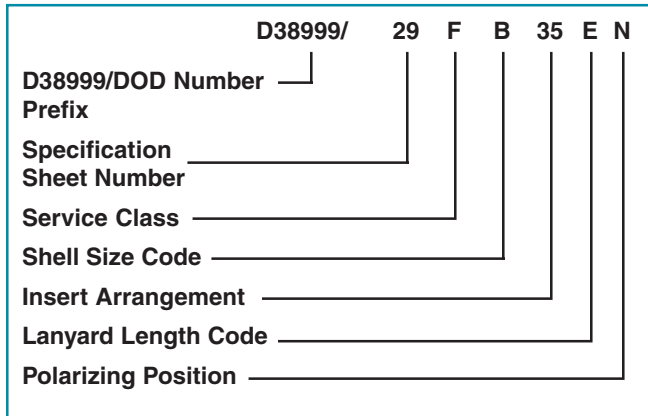 D38999/ 29 F B 35 E N
D38999/DOD Number
Prefix
Specification
Sheet Number
Service Class
Shell Size Code
Insert Arrangement
Lanyard Length Code
Polarizing Position